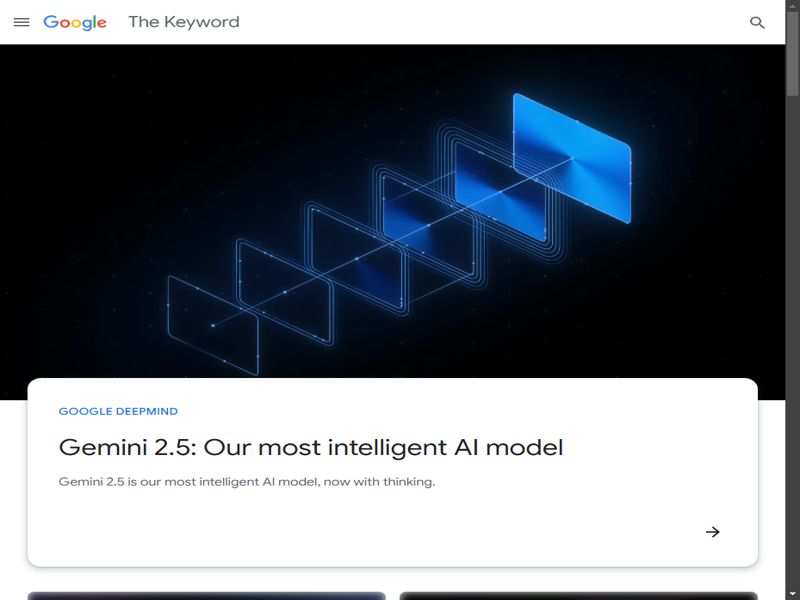 Google The Keyword
GOOGLE DEEPMIND
Gemini 2.5: Our most intelligent AI model
Gemini 2.5 is our most intelligent AI model, now with thinking.